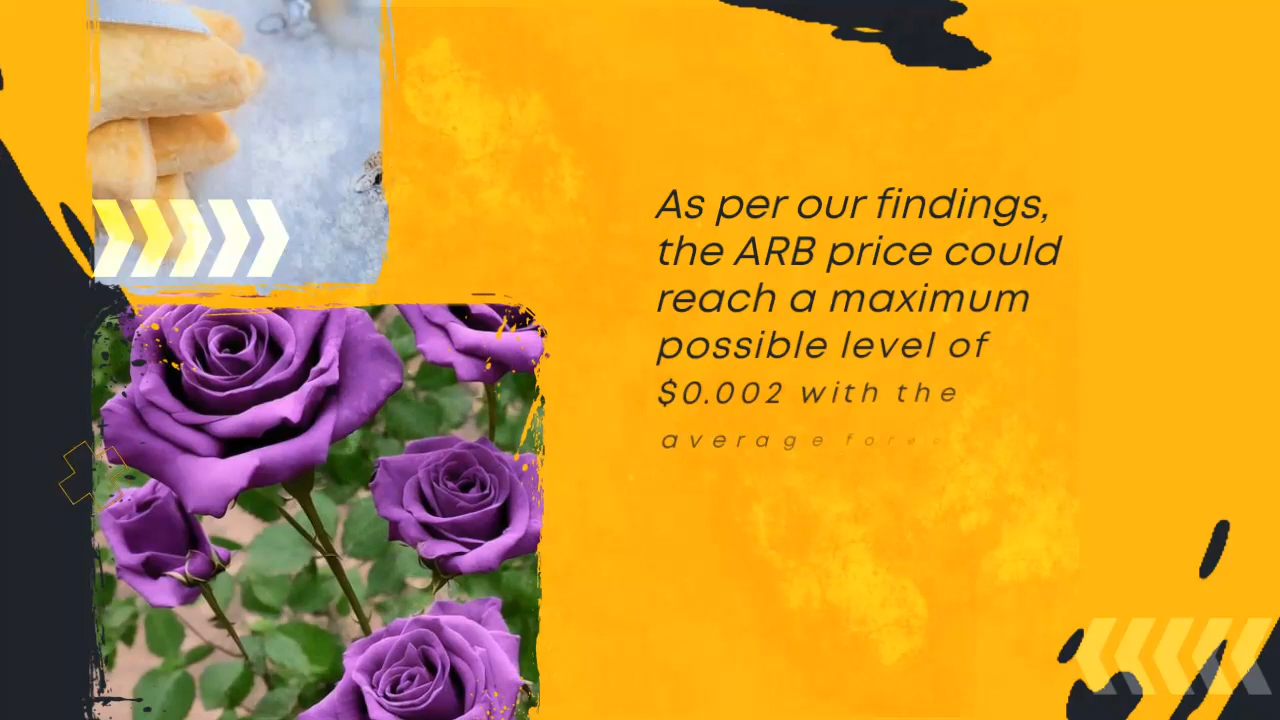 As per our findings,
the ARB price could
reach a maximum
possible level of
$0.002 with the
average